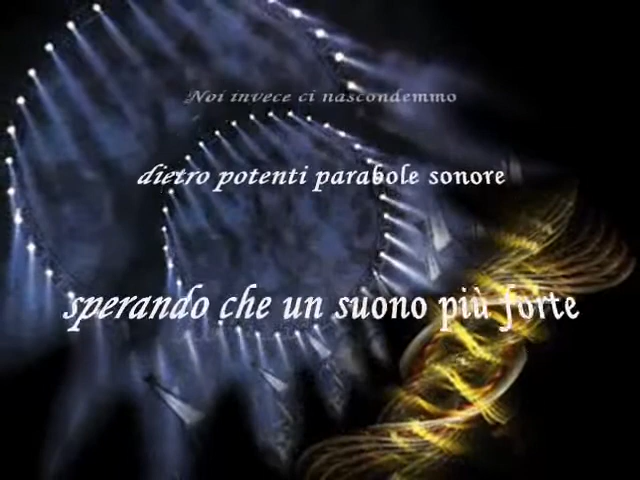 Noi invece ci nascondemmo
dietro potenti parabole sonore
sperando che un suono più forte